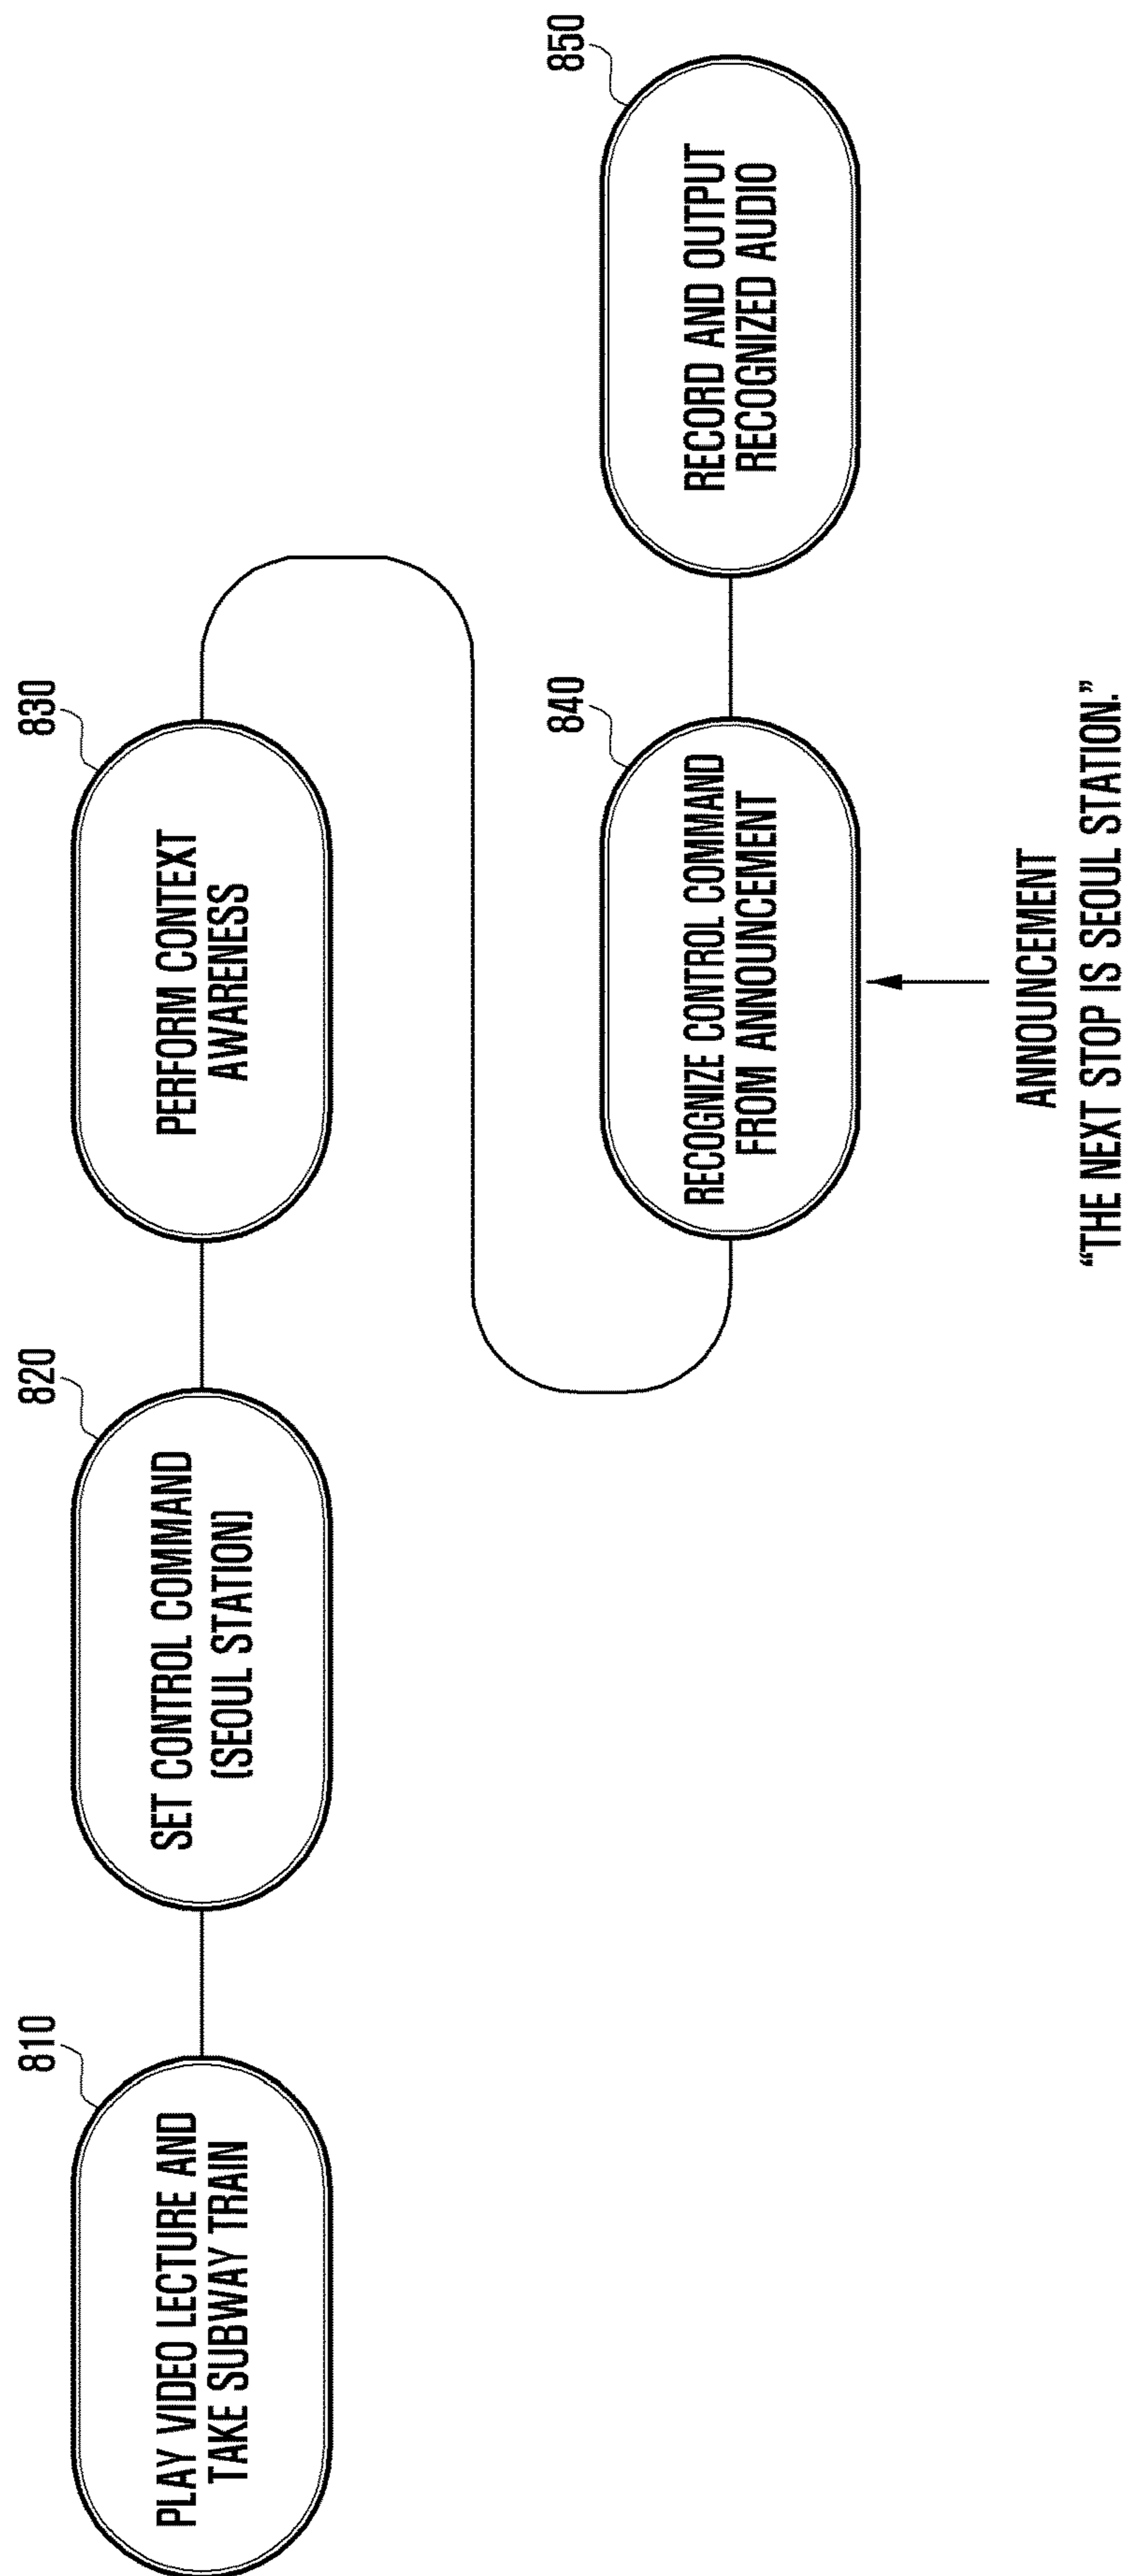 810
PLAY VIDEO LECTURE AND
TAKE SUBWAY TRAIN
820
SET CONTROL COMMAND
(SEOUL STATION)
830
PERFORM CONTEXT
AWARENESS
840
RECOGNIZE CONTROL COMMAND
FROM ANNOUNCEMENT
850
RECORD AND OUTPUT
RECOGNIZED AUDIO
ANNOUNCEMENT
“THE NEXT STOP IS SEOUL STATION.”